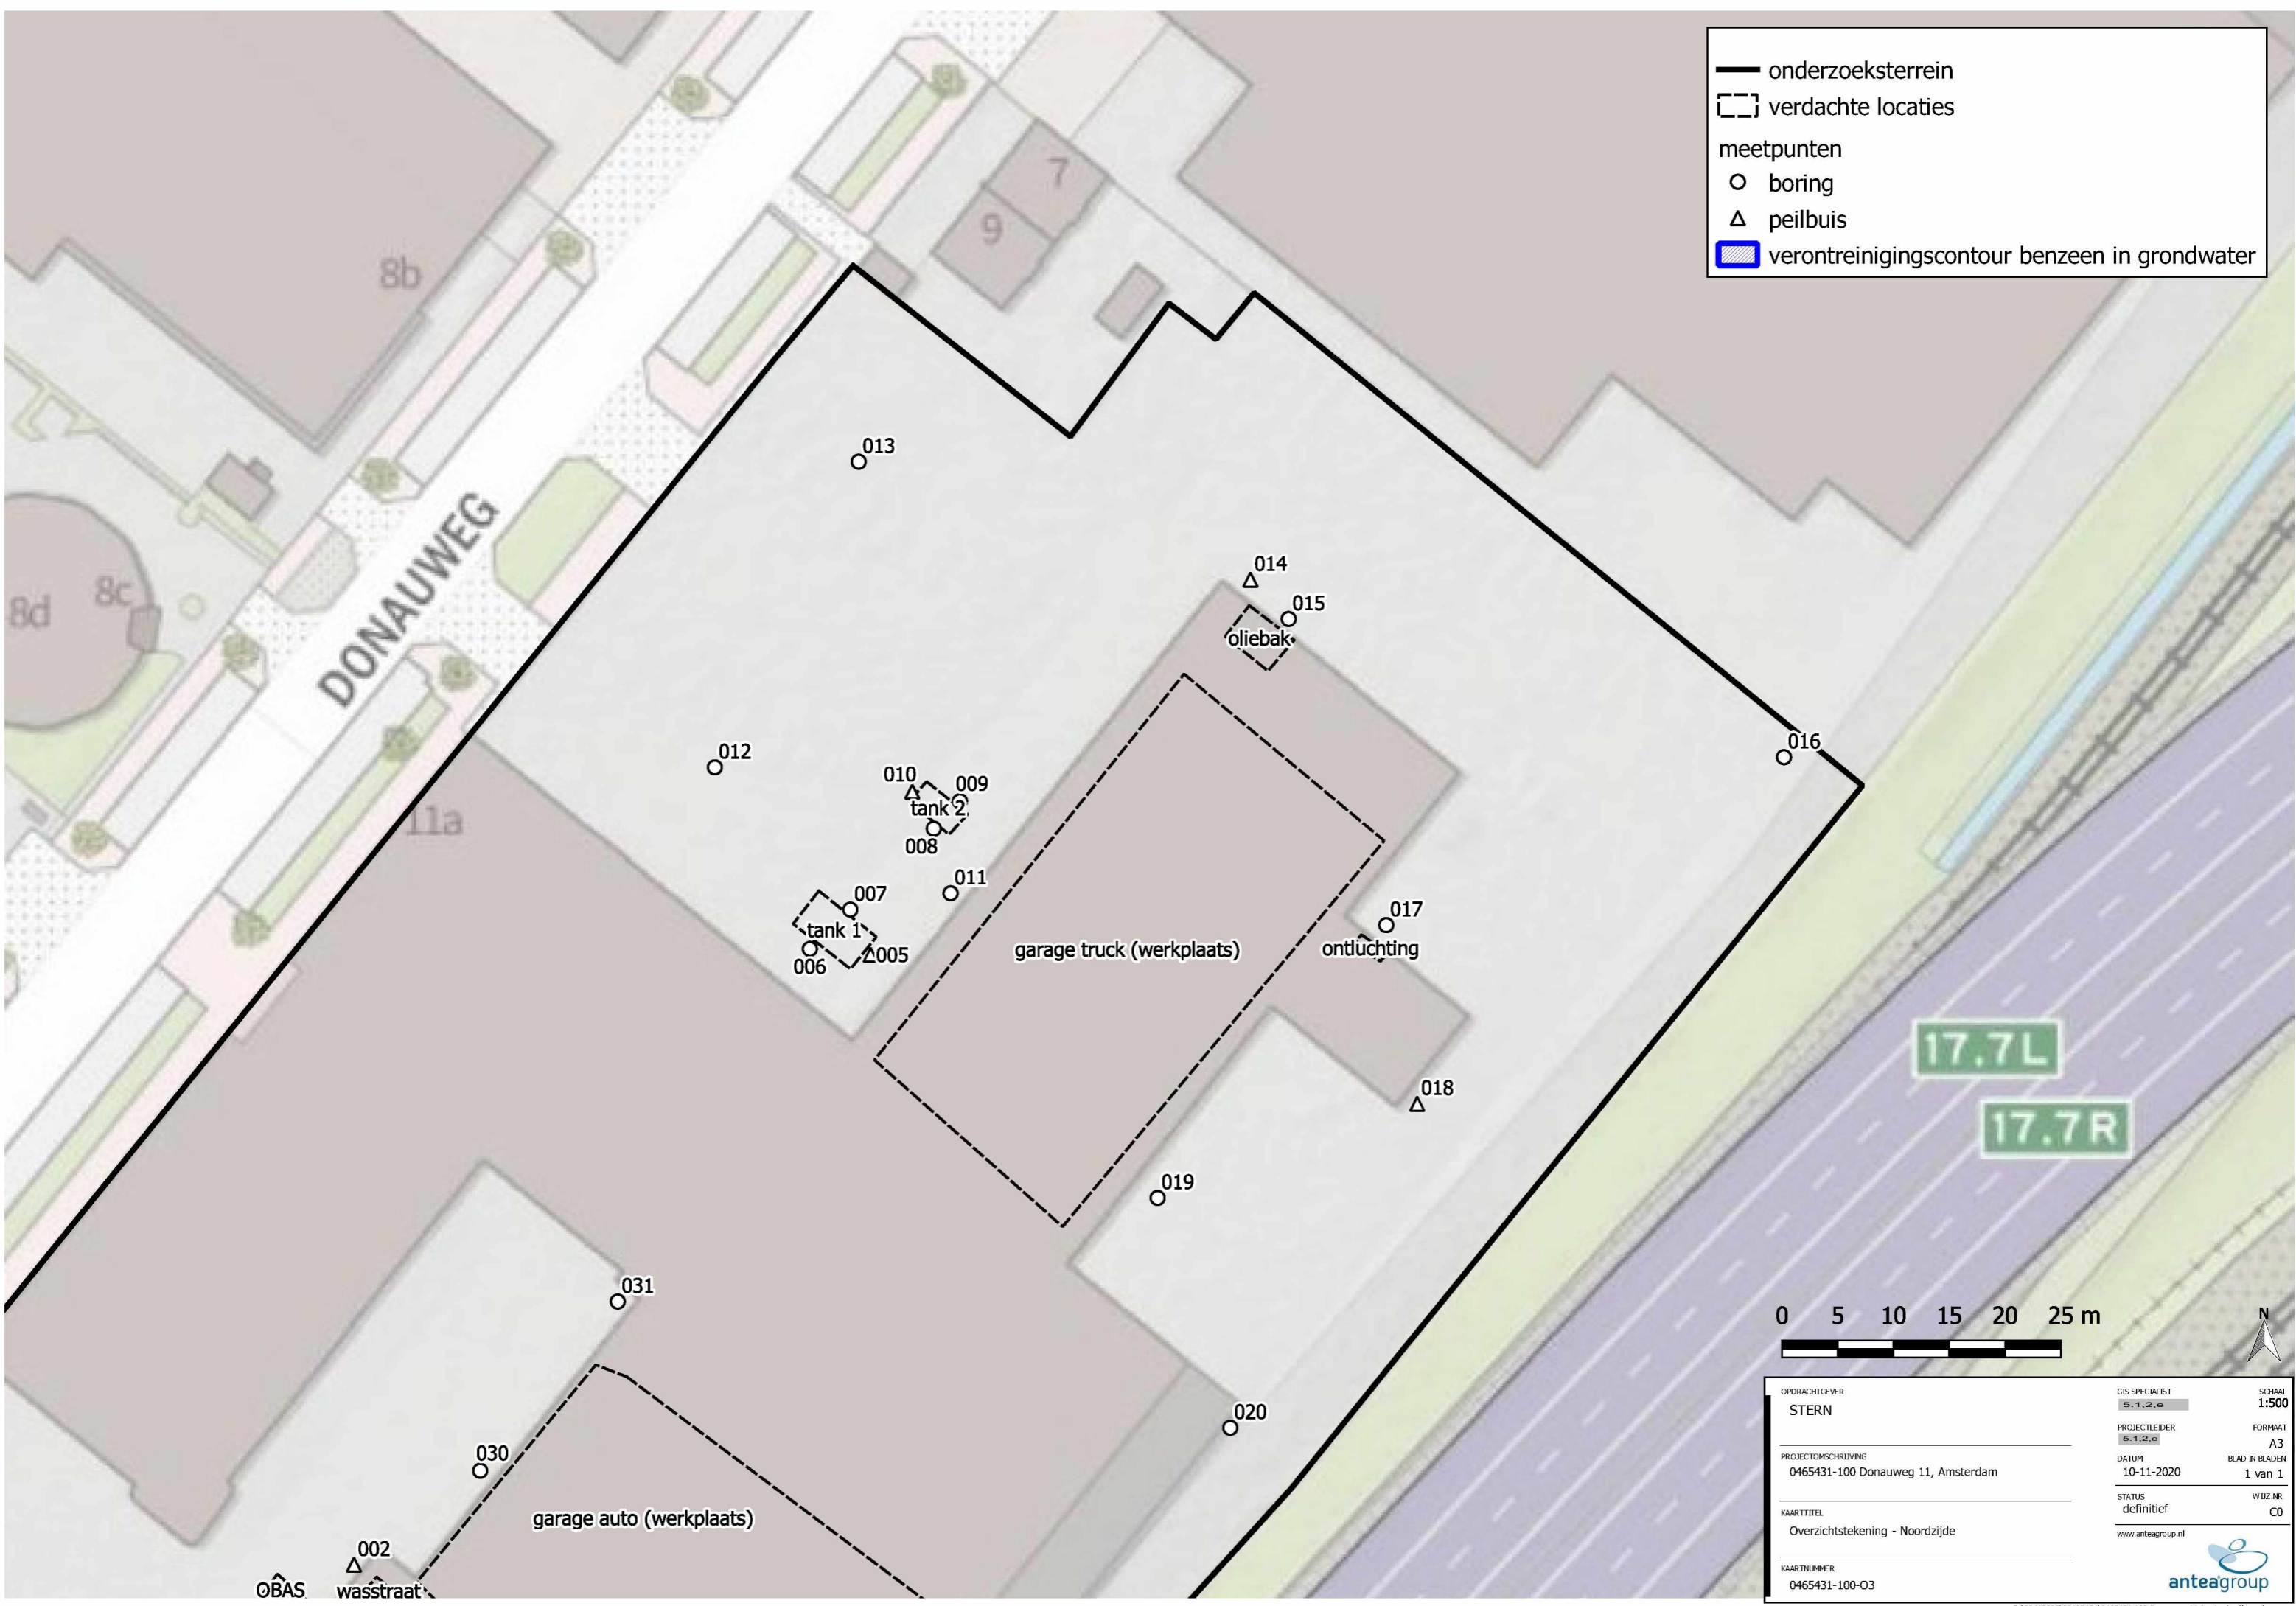 onderzoeksterrein
verdachte locaties
meetpunten
boring
peilbuis
verontreinigingscontour benzeen in grondwater
7
9
8b
8c
8d
DONAUWEG
11a
013
014
015
oliebak
016
012
010
009
tank 2
008
011
007
tank 1
005
006
garage truck (werkplaats)
017
ontluchting
018
019
17.7L
17.7R
031
020
030
garage auto (werkplaats)
002
OBAS
wasstraat
0 5 10 15 20 25 m
N
OPDRACHTGEVER
STERN
PROJECTOMSCHRIJVING
0465431-100 Donauweg 11, Amsterdam
KAARTTITEL
Overzichtstekening - Noordzijde
KAARTNUMMER
0465431-100-O3
GIS SPECIALIST
5.1,2,e
SCHAAL
1:500
PROJECTLEIDER
5.1,2,e
FORMAAT
A3
DATUM
10-11-2020
BLAD IN BLADEN
1 van 1
STATUS
definitief
WIJZ.NR
C0
www.anteagroup.nl
anteagroup